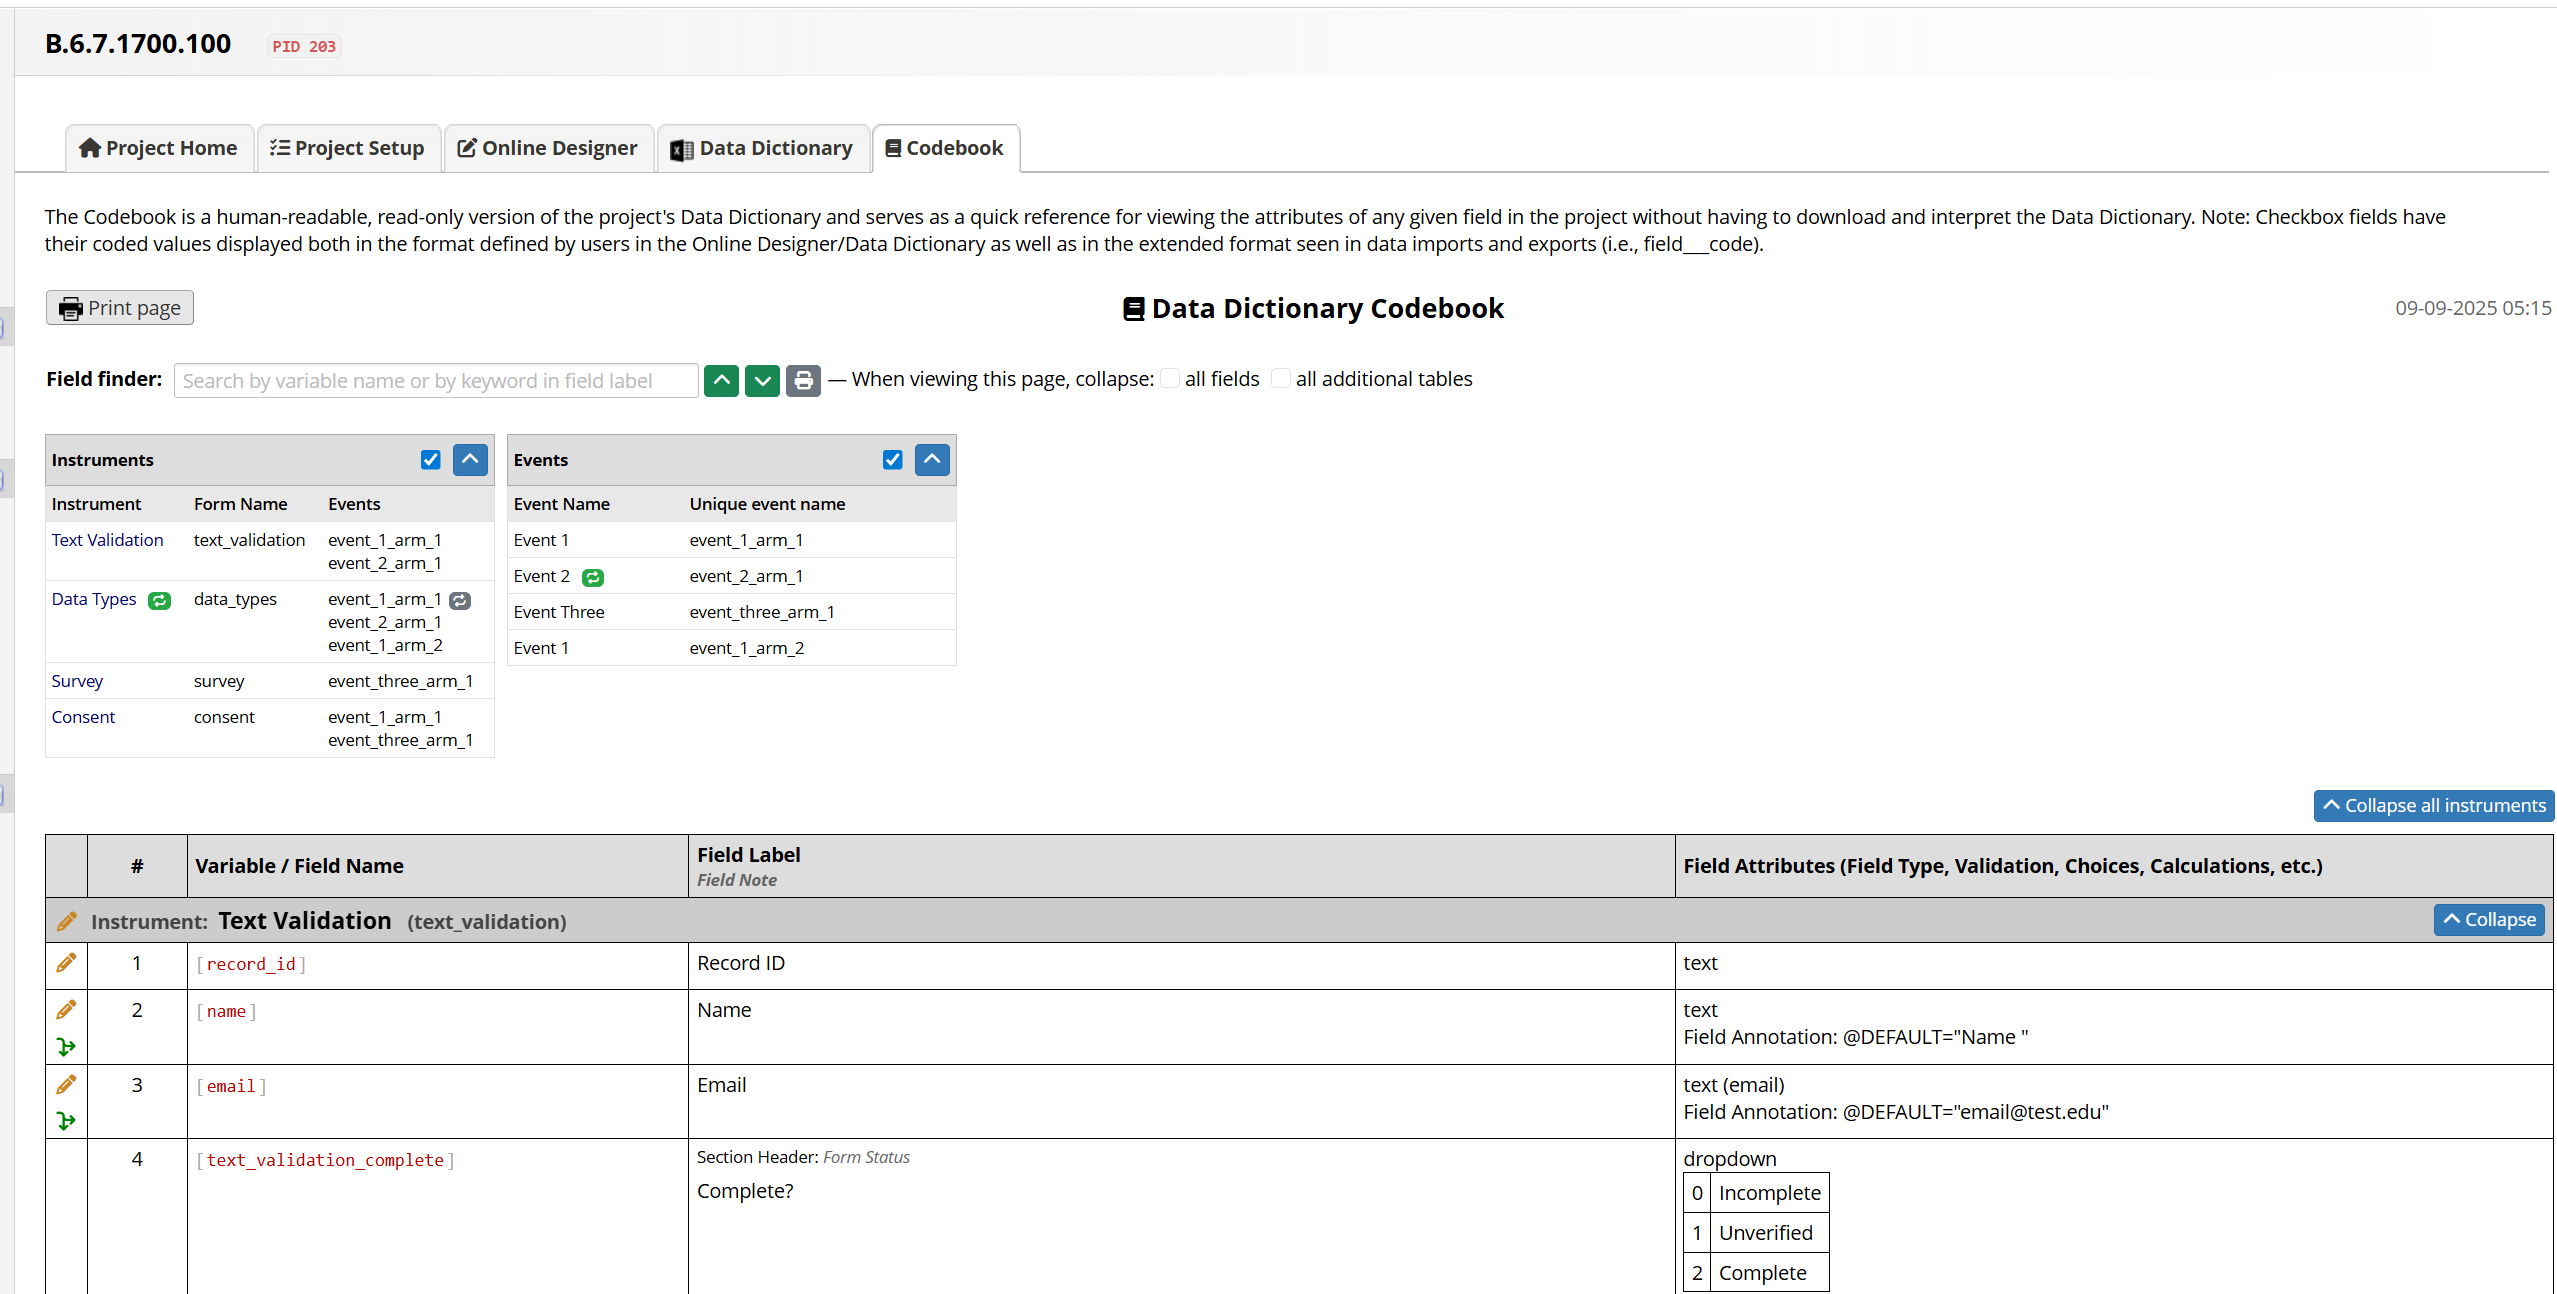 B.6.7.1700.100 PID 203
Project Home Project Setup Online Designer Data Dictionary Codebook
The Codebook is a human-readable, read-only version of the project's Data Dictionary and serves as a quick reference for viewing the attributes of any given field in the project without having to download and interpret the Data Dictionary. Note: Checkbox fields have
their coded values displayed both in the format defined by users in the Online Designer/Data Dictionary as well as in the extended format seen in data imports and exports (i.e., field___code).
Print page Data Dictionary Codebook 09-09-2025 05:15
Field finder: Search by variable name or by keyword in field label — When viewing this page, collapse: all fields all additional tables
Instruments
Instrument Form Name Events
Text Validation text_validation event_1_arm_1
event_2_arm_1
Data Types data_types event_1_arm_1
event_2_arm_1
event_1_arm_2
Survey survey event_three_arm_1
Consent consent event_1_arm_1
event_three_arm_1
Events
Event Name Unique event name
Event 1 event_1_arm_1
Event 2 event_2_arm_1
Event Three event_three_arm_1
Event 1 event_1_arm_2
Collapse all instruments
# Variable / Field Name Field Label Field Attributes (Field Type, Validation, Choices, Calculations, etc.)
Field Note
Instrument: Text Validation (text_validation) Collapse
1 [record_id] Record ID text
2 [name] Name text
Field Annotation: @DEFAULT="Name "
3 [email] Email text (email)
Field Annotation: @DEFAULT="email@test.edu"
4 [text_validation_complete] Section Header: Form Status dropdown
Complete?
0 Incomplete
1 Unverified
2 Complete